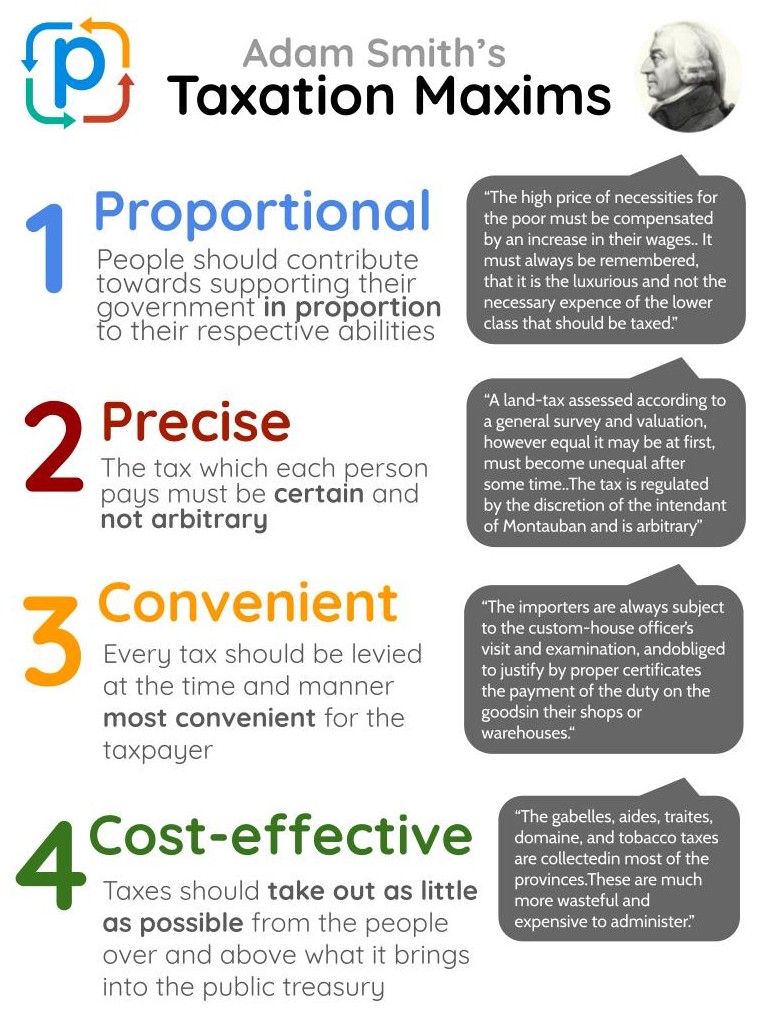 p
Adam Smith's
Taxation Maxims
1
Proportional
People should contribute
towards supporting their
government in proportion
to their respective abilities
“The high price of necessities for
the poor must be compensated
by an increase in their wages.. It
must always be remembered,
that it is the luxurious and not the
necessary expence of the lower
class that should be taxed.”
2
Precise
The tax which each person
pays must be certain and
not arbitrary
“A land-tax assessed according to
a general survey and valuation,
however equal it may be at first,
must become unequal after
some time..The tax is regulated
by the discretion of the intendant
of Montauban and is arbitrary”
3
Convenient
Every tax should be levied
at the time and manner
most convenient for the
taxpayer
“The importers are always subject
to the custom-house officer's
visit and examination, andobliged
to justify by proper certificates
the payment of the duty on the
goodsin their shops or
warehouses.“
4
Cost-effective
Taxes should take out as little
as possible from the people
over and above what it brings
into the public treasury
“The gabelles, aides, traites,
domaine, and tobacco taxes
are collectedin most of the
provinces.These are much
more wasteful and
expensive to administer.”